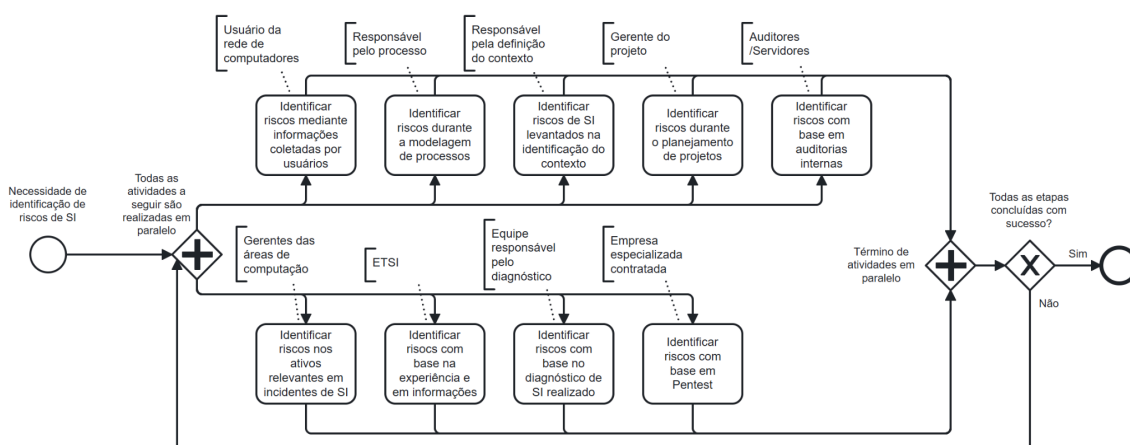 Usuário da
rede de
computadores
Responsável
pelo processo
Responsável
pela definição
do contexto
Gerente do
projeto
Auditores
/Servidores
Identificar
riscos mediante
informações
coletadas por
usuários
Identificar
riscos durante
a modelagem
de processos
Identificar
riscos de SI
levantados na
identificação do
contexto
Identificar
riscos durante
o planejamento
de projetos
Identificar
riscos com
base em
auditorias
internas
Necessidade de
identificação de
riscos de SI
Todas as
atividades a
seguir são
realizadas em
paralelo
Todas as etapas
concluídas com
sucesso?
Gerentes das
áreas de
computação
ETSI
Equipe
responsável
pelo
diagnóstico
Empresa
especializada
contratada
Término de
atividades em
paralelo
Sim
Não
Identificar
riscos nos
ativos
relevantes em
incidentes de SI
Identificar
risocs com
base na
experiência e
em informações
Identificar
riscos com
base no
diagnóstico de
SI realizado
Identificar
riscos com
base em
Pentest